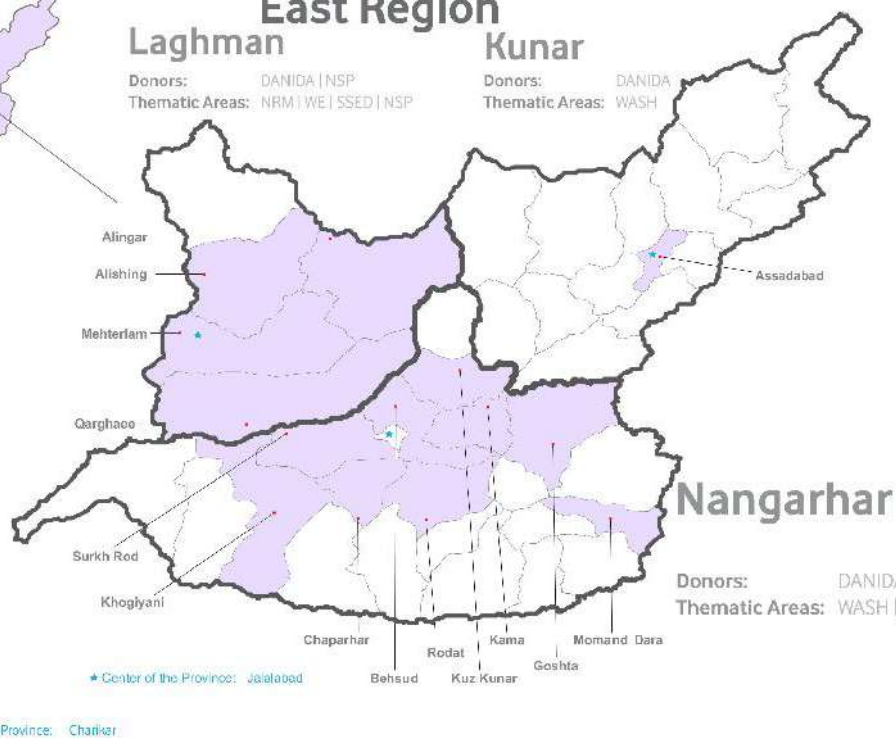 East Region
Laghman
Donors: DANIDA | NSP
Thematic Areas: NRM | WE | SSED | NSP
Kunar
Donors: DANIDA
Thematic Areas: WASH
Alingar
Alishing
Assadabad
Mehterlam
Qarghaee
Nangarhar
Donors: DANID
Thematic Areas: WASH |
Surkh Rod
Khogiyani
Chaparhar
Rodat
Kama
Momand Dara
Goshta
Behsud
Kuz Kunar
★ Center of the Province: Jalalabad
Province: Charikar